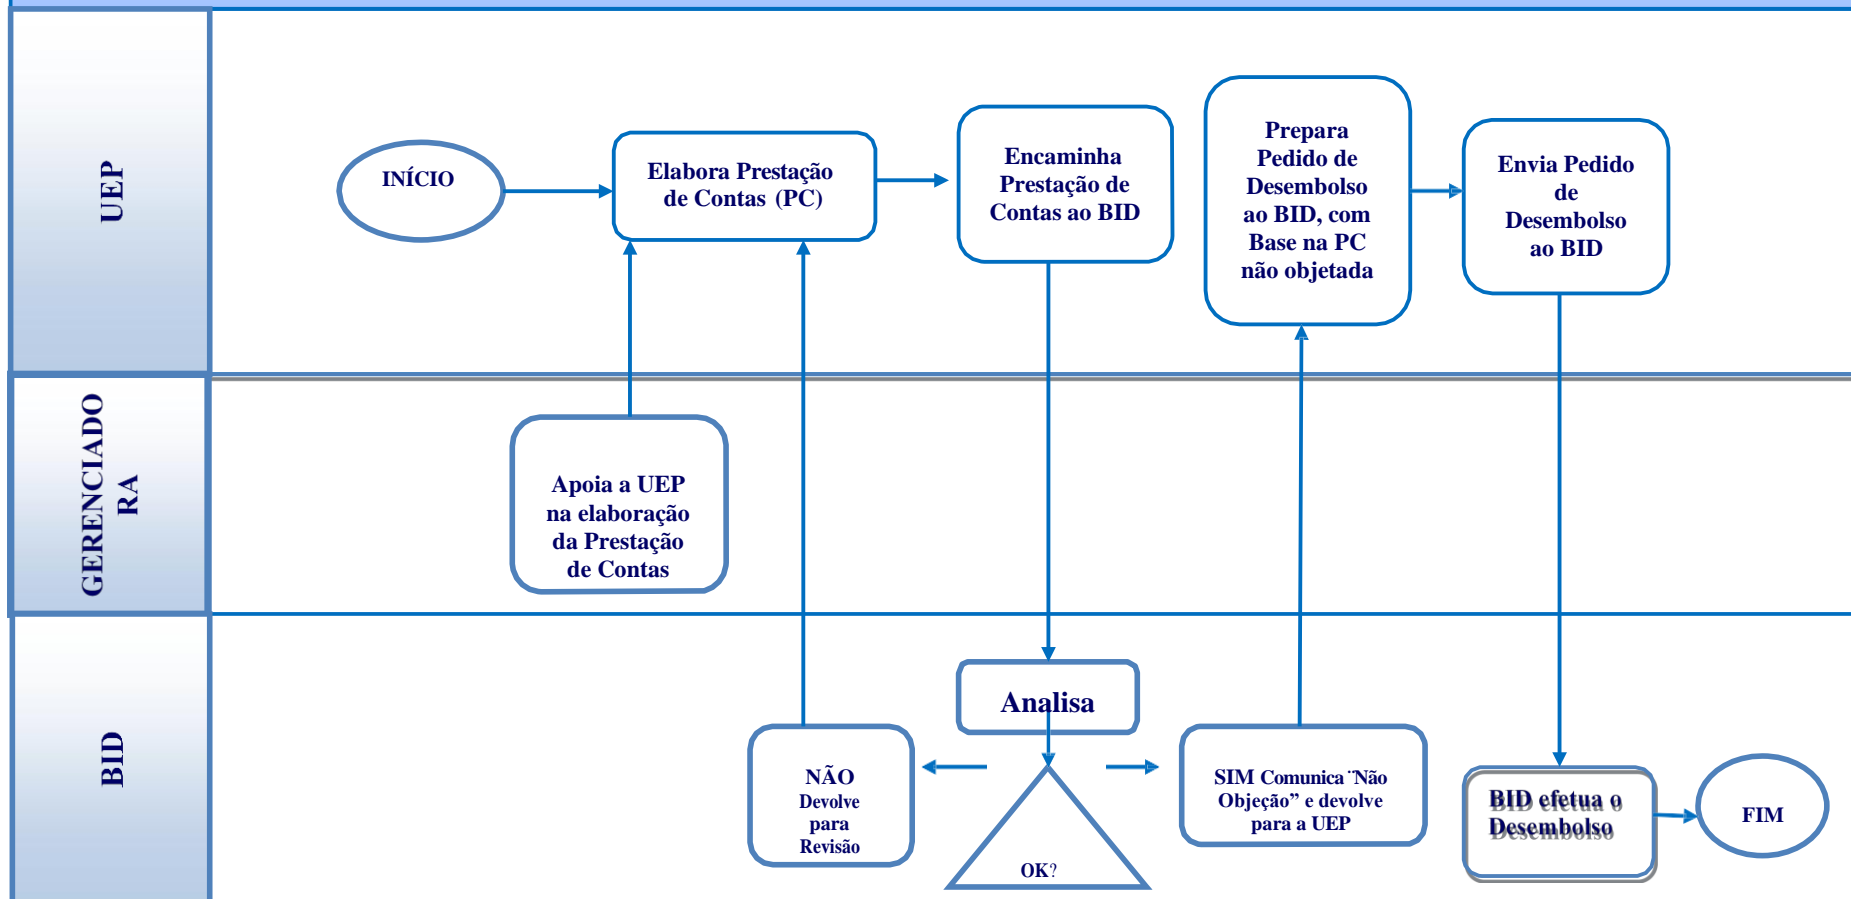 UEP
INÍCIO
Elabora Prestação
de Contas (PC)
Encaminha
Prestação de
Contas ao BID
Prepara
Pedido de
Desembolso
ao BID, com
Base na PC
não objetada
Envia Pedido
de
Desembolso
ao BID
GERENCIADO
RA
Apoia a UEP
na elaboração
da Prestação
de Contas
BID
Analisa
NÃO
Devolve
para
Revisão
OK?
SIM Comunica ¨Não
Objeção” e devolve
para a UEP
BID efetua o
Desembolso
FIM